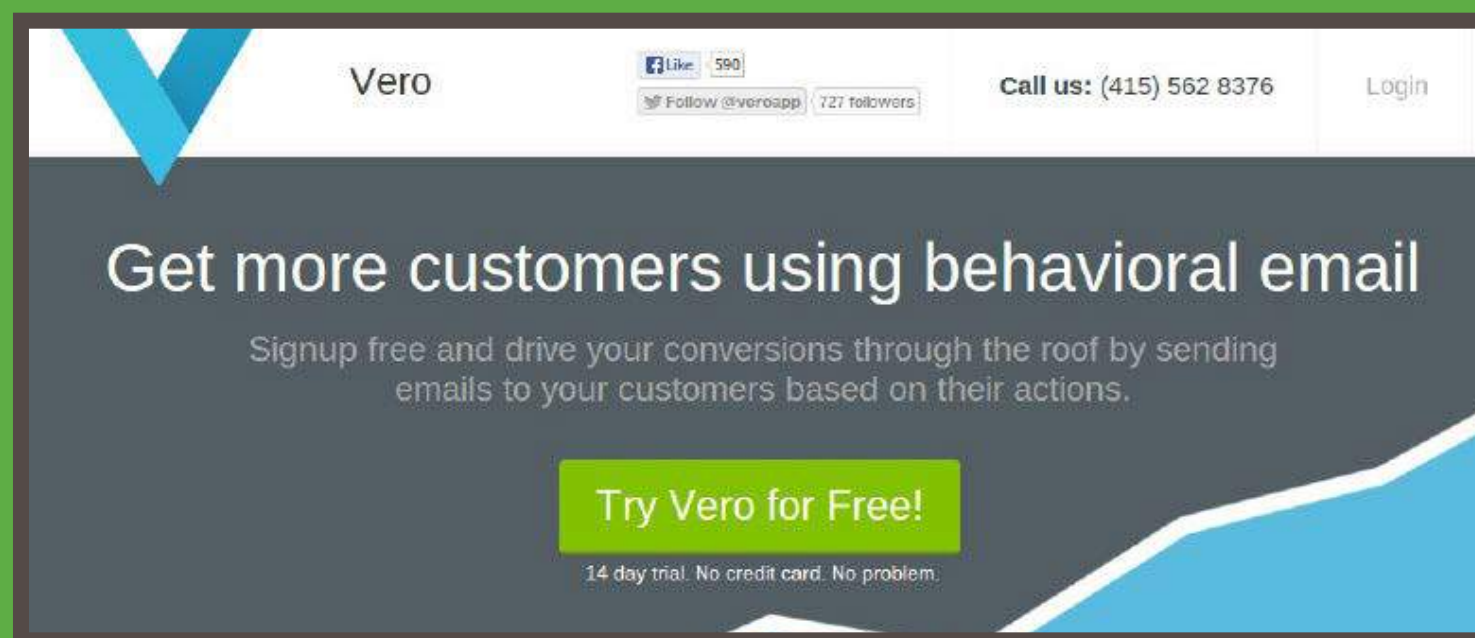 Vero
Like 590
Follow @veroapp 727 followers
Call us: (415) 562 8376
Login
Get more customers using behavioral email
Signup free and drive your conversions through the roof by sending
emails to your customers based on their actions.
Try Vero for Free!
14 day trial. No credit card. No problem.